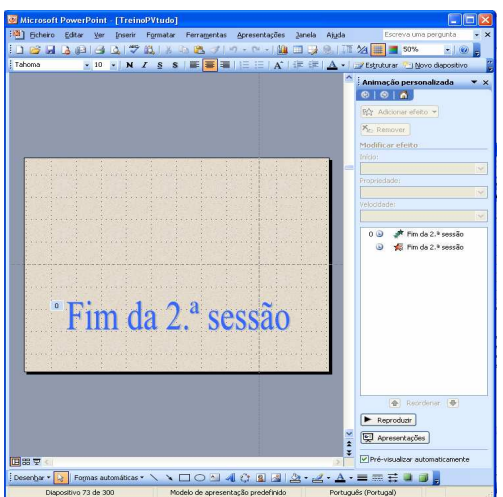 Microsoft PowerPoint - [TreinoPVtudo]
Ficheiro Editar Ver Inserir Formatar Ferramentas Apresentações Janela Ajuda Escreva uma pergunta
50%
Tahoma 10 N I S S Estruturar Novo diapositivo
Animação personalizada
Adicionar efeito
Remover
Modificar efeito
Início:
Propriedade:
Velocidade:
0 Fim da 2.ª sessão
Fim da 2.ª sessão
0 Fim da 2.ª sessão
Reordenar
Reproduzir
Apresentações
Pré-visualizar automaticamente
Desenhar Formas automáticas
Diapositivo 73 de 300 Modelo de apresentação predefinido Português (Portugal)